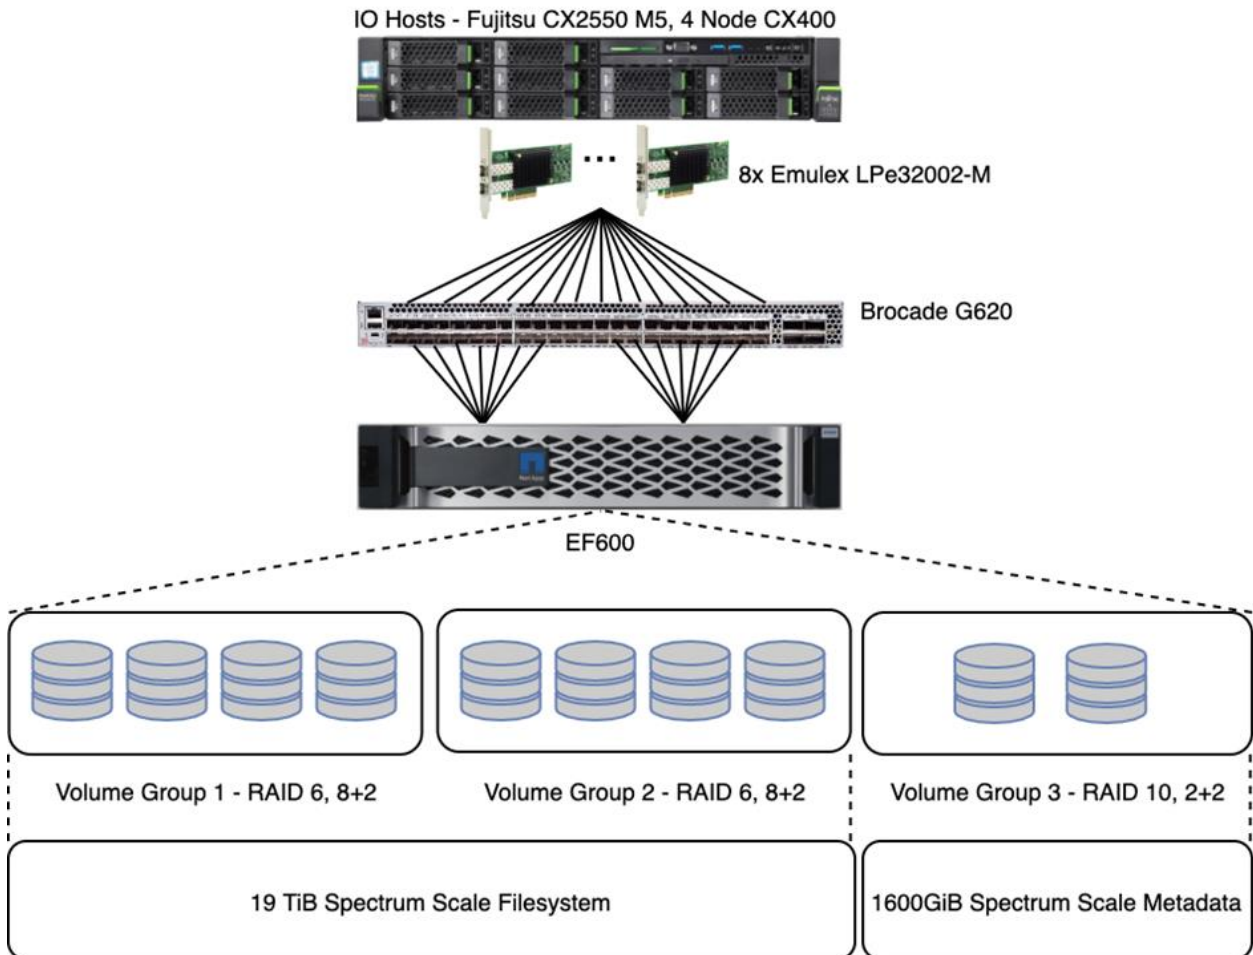 IO Hosts - Fujitsu CX2550 M5, 4 Node CX400
8x Emulex LPe32002-M
Brocade G620
EF600
Volume Group 1 - RAID 6, 8+2
Volume Group 2 - RAID 6, 8+2
Volume Group 3 - RAID 10, 2+2
19 TiB Spectrum Scale Filesystem
1600GiB Spectrum Scale Metadata